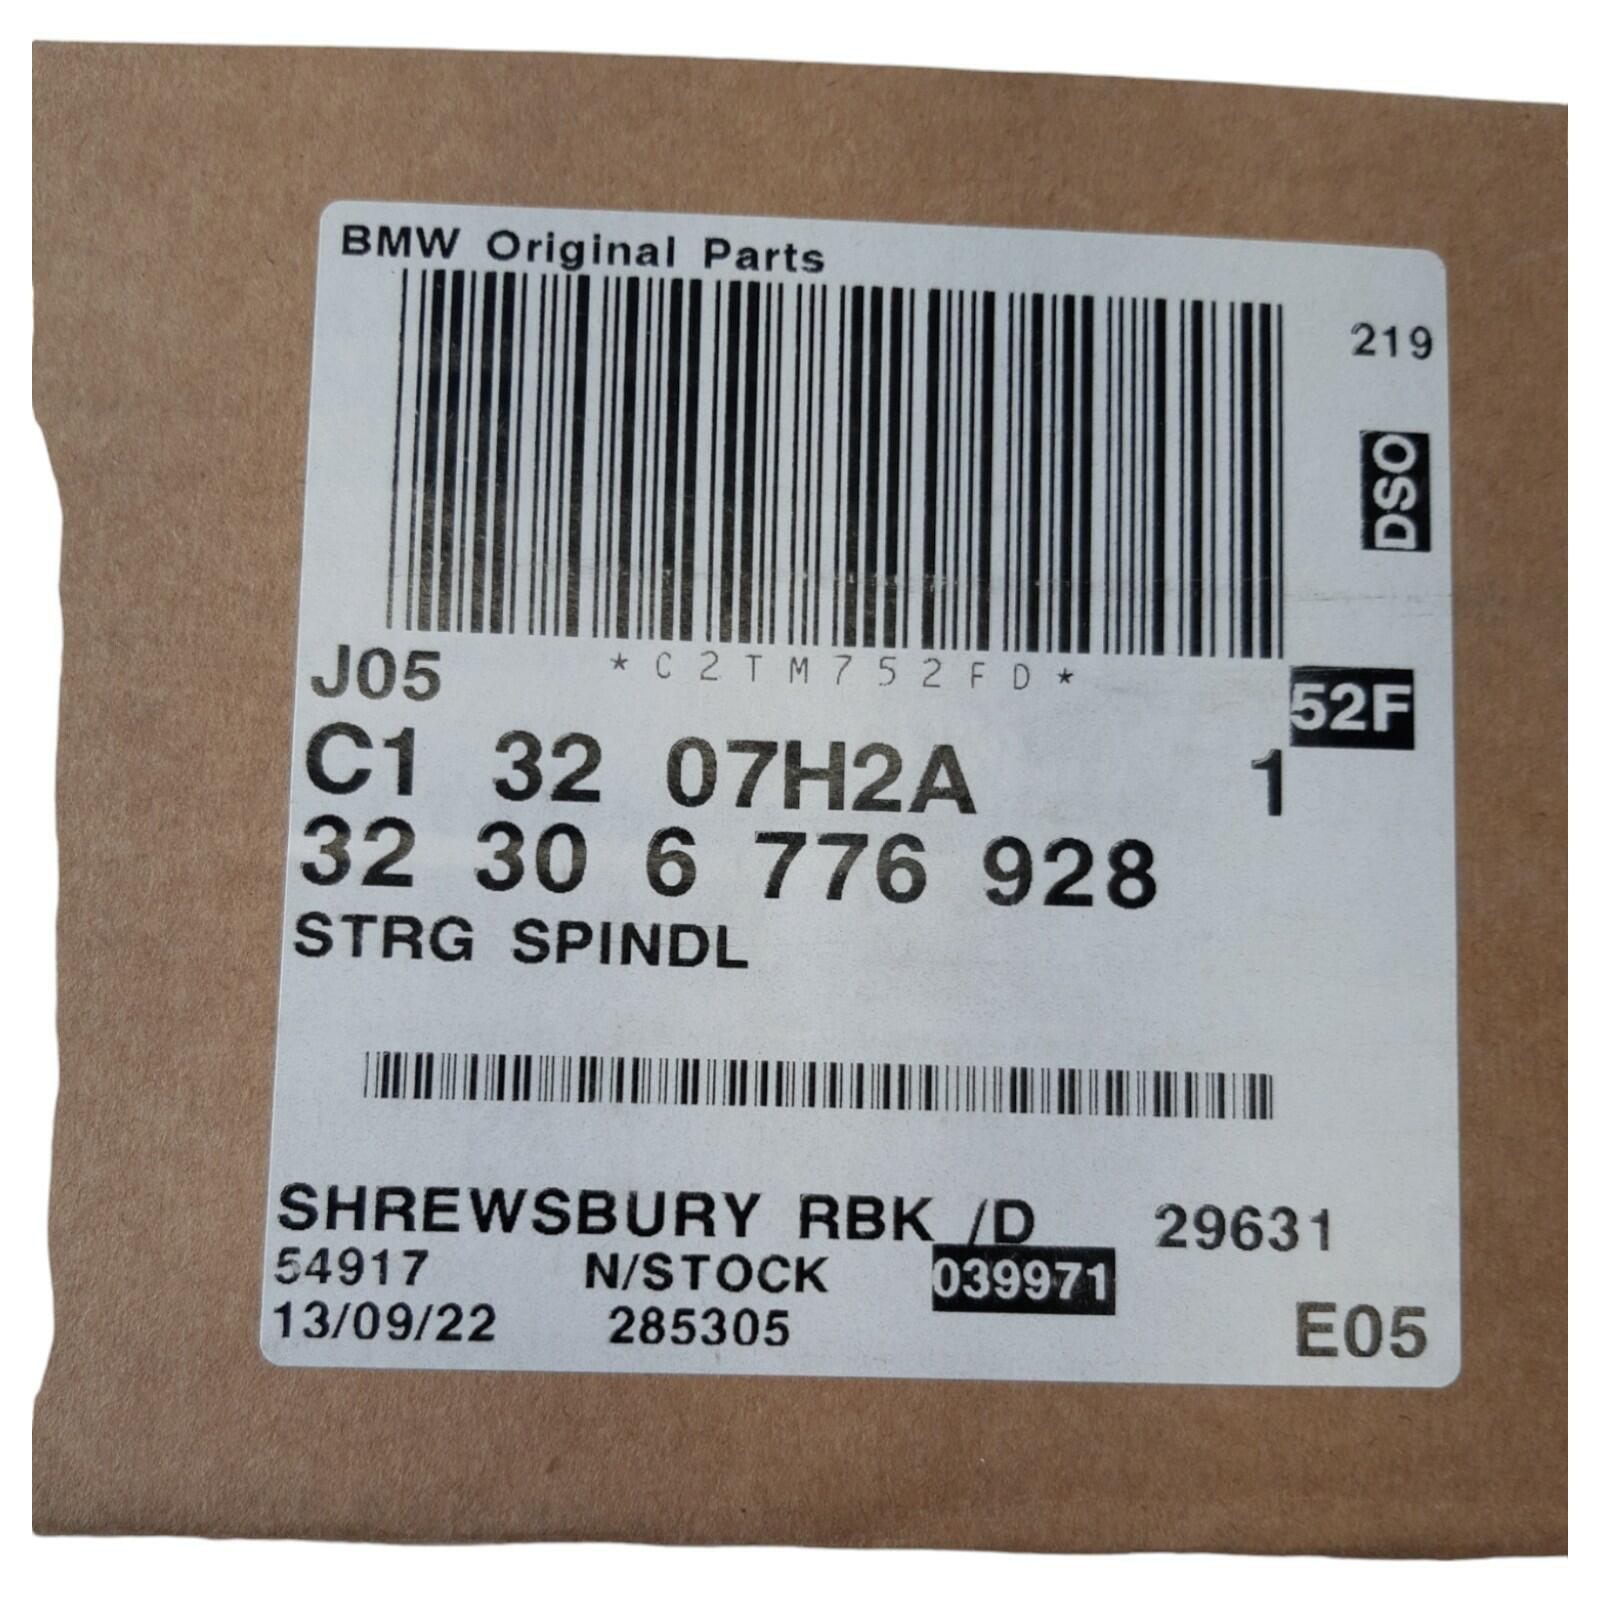 BMW Original Parts
219
DSO
*C2TM752FD*
J05
52F
C1 32 07H2A 1
32 30 6 776 928
STRG SPINDL
SHREWSBURY RBK /D 29631
54917 N/STOCK 039971
13/09/22 285305 E05